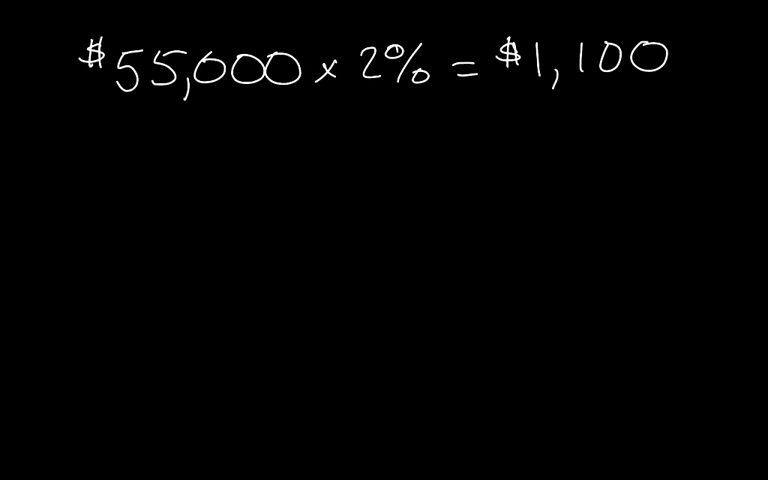 $55,000 × 2% = $1,100